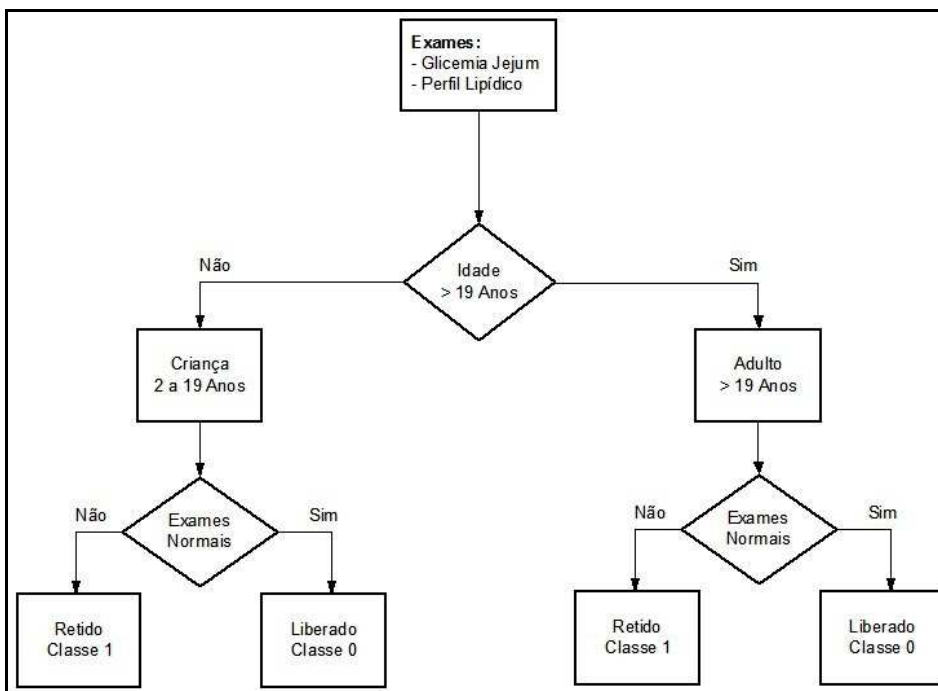 Exames:
- Glicemia Jejum
- Perfil Lipídico
Não
Idade
> 19 Anos
Sim
Criança
2 a 19 Anos
Adulto
> 19 Anos
Não
Exames
Normais
Sim
Não
Exames
Normais
Sim
Retido
Classe 1
Liberado
Classe 0
Retido
Classe 1
Liberado
Classe 0